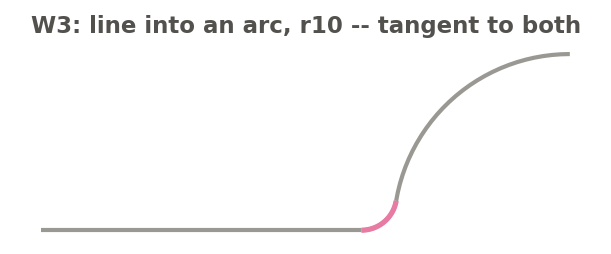 W3: line into an arc, r10 -- tangent to both